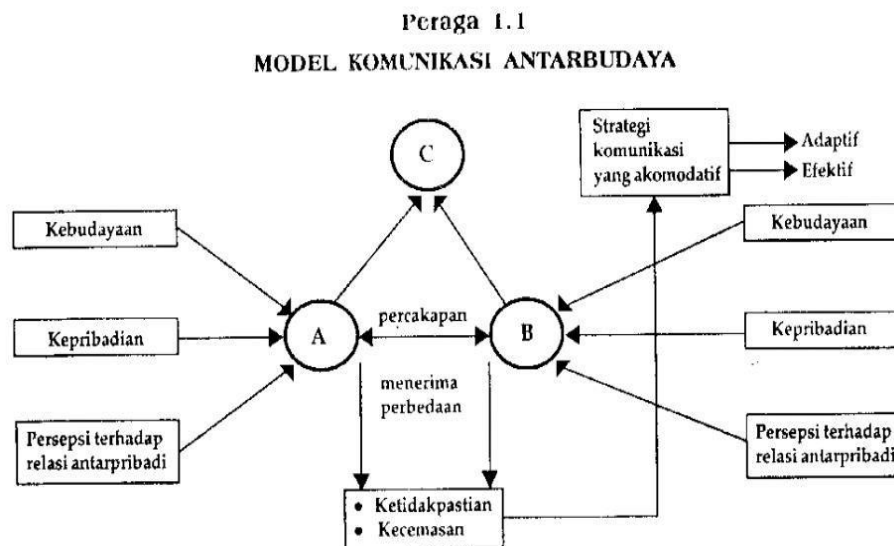 Peraga 1.1
MODEL KOMUNIKASI ANTARBUDAYA
C
Strategi
komunikasi
yang akomodatif
Adaptif
Efektif
Kebudayaan
Kebudayaan
Kepribadian
A
percakapan
B
Kepribadian
menerima
perbedaan
Persepsi terhadap
relasi antarpribadi
Persepsi terhadap
relasi antarpribadi
• Ketidakpastian
• Kecemasan